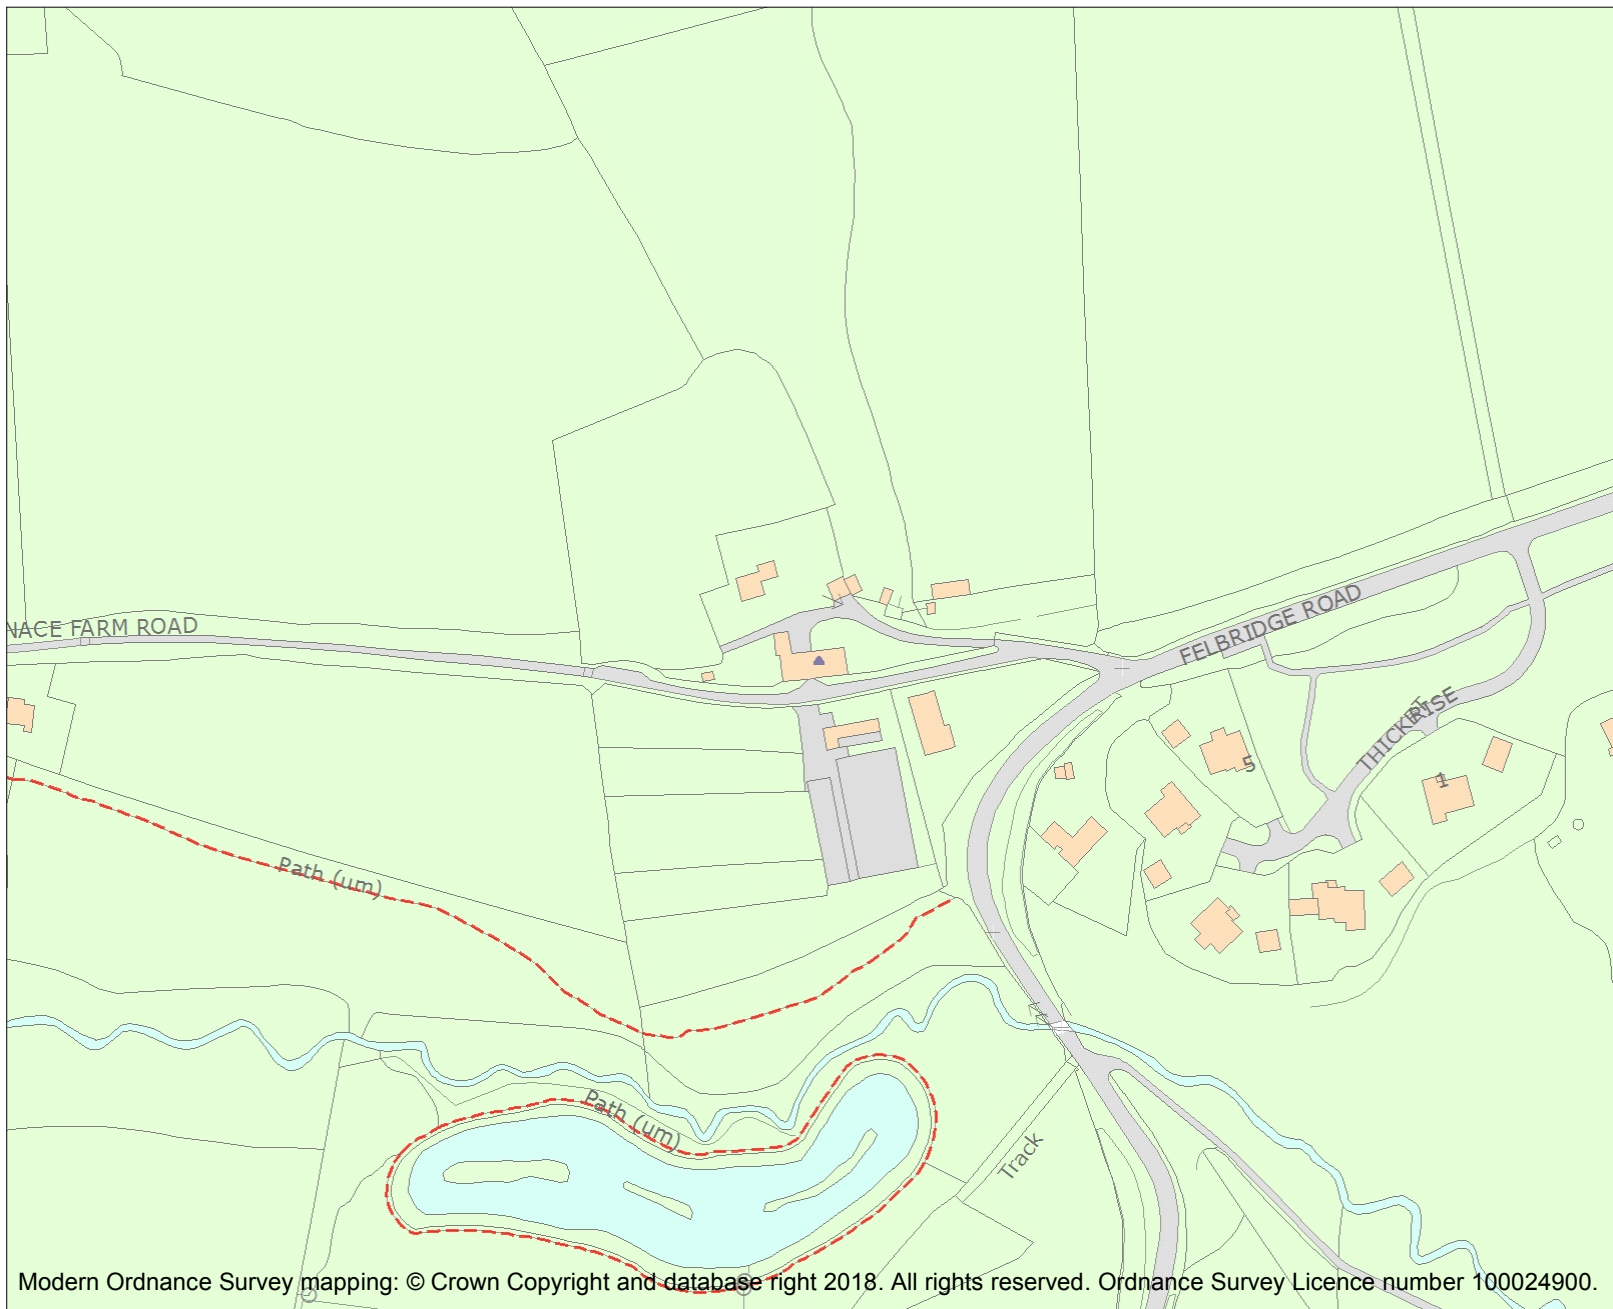 NACE FARM ROAD
FELBRIDGE ROAD
THICKET RISE
5
1
Path (um)
Path (um)
Track
Modern Ordnance Survey mapping: © Crown Copyright and database right 2018. All rights reserved. Ordnance Survey Licence number 100024900.